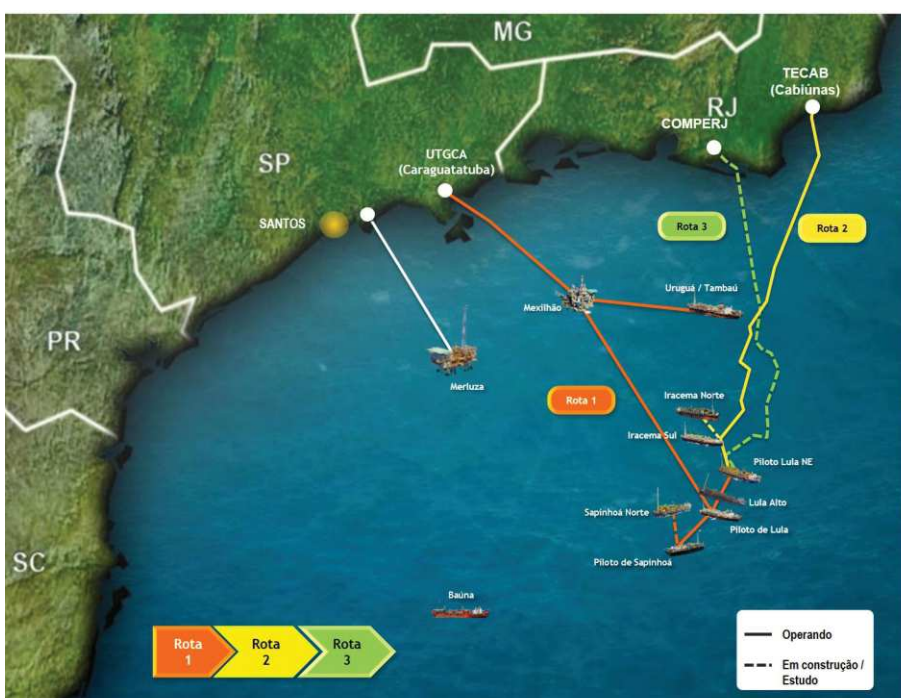 MG
TECAB
(Cabiúnas)
RJ
COMPERJ
UTGCA
(Caraguatatuba)
SP
SANTOS
Rota 3
Rota 2
Uruguá / Tambaú
Mexilhão
PR
Merluza
Rota 1
Iracema Norte
Iracema Sul
Piloto Lula NE
Lula Alto
Sapinhoá Norte
Piloto de Lula
Piloto de Sapinhoá
SC
Baúna
Rota
1
Rota
2
Rota
3
Operando
Em construção /
Estudo